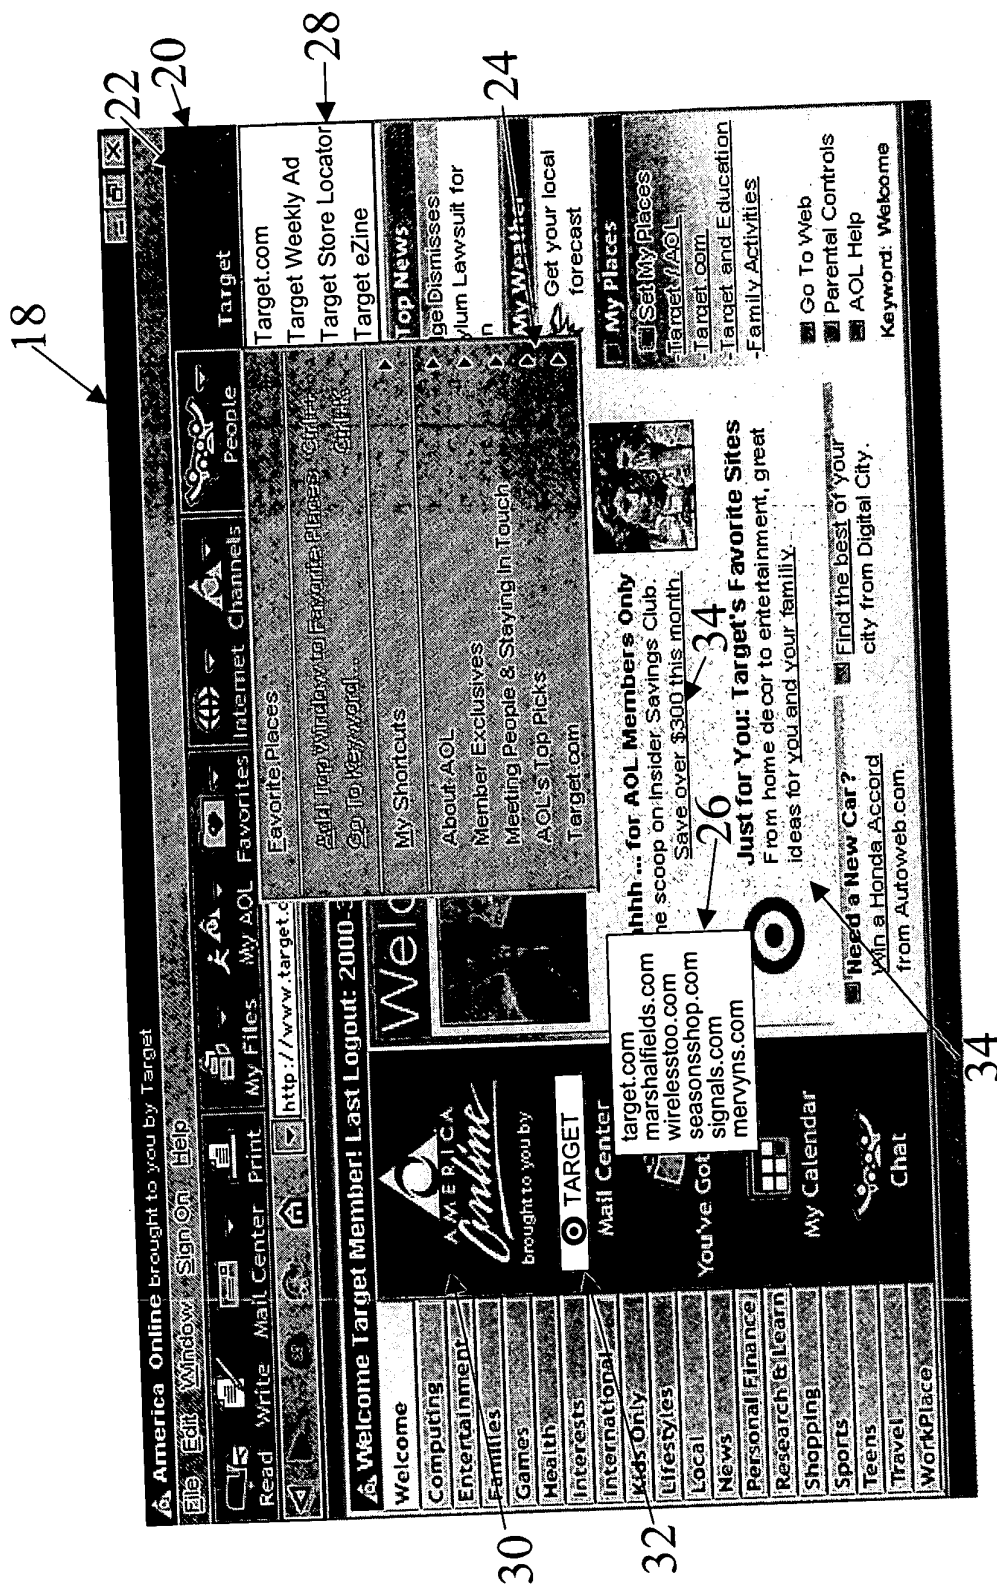 18
22
20
28
24
America Online brought to you by Target
File Edit Window Sign On Help
Read Write Mail Center Print My Files My AOL Favorites Internet Channels People
Target
http://www.target.c
Target.com
Target Weekly Ad
Target Store Locator
Target eZine
Favorite Places
Add Top Window to Favorite Places Ctrl++
Go To Keyword... Ctrl+K
My Shortcuts
About AOL
Member Exclusives
Meeting People & Staying In Touch
AOL's Top Picks
Target.com
Welcome Target Member! Last Logout: 2000-3
Welcome
Computing
Entertainment
Families
Games
Health
Interests
International
Kids Only
Lifestyles
Local
News
Personal Finance
Research & Learn
Shopping
Sports
Teens
Travel
WorkPlace
AMERICA
Online
brought to you by
TARGET
Mail Center
You've Got
My Calendar
Chat
target.com
marshalfields.com
wirelesstoo.com
seasonsshop.com
signals.com
mervyns.com
Welc
hhhh ... for AOL Members Only
he scoop on Insider Savings Club.
Save over $300 this month.
Just for You: Target's Favorite Sites
From home decor to entertainment, great
ideas for you and your familiy
Need a New Car?
Win a Honda Accord
from Autoweb.com
Find the best of your
city from Digital City.
Top News
dge Dismisses
ylum Lawsuit for
n
My Weather
Get your local
forecast
My Places
Set My Places
-Target //AOL
-Target.com
-Target and Education
-Family Activities
Go To Web
Parental Controls
AOL Help
Keyword: Welcome
30
32
26
34
34